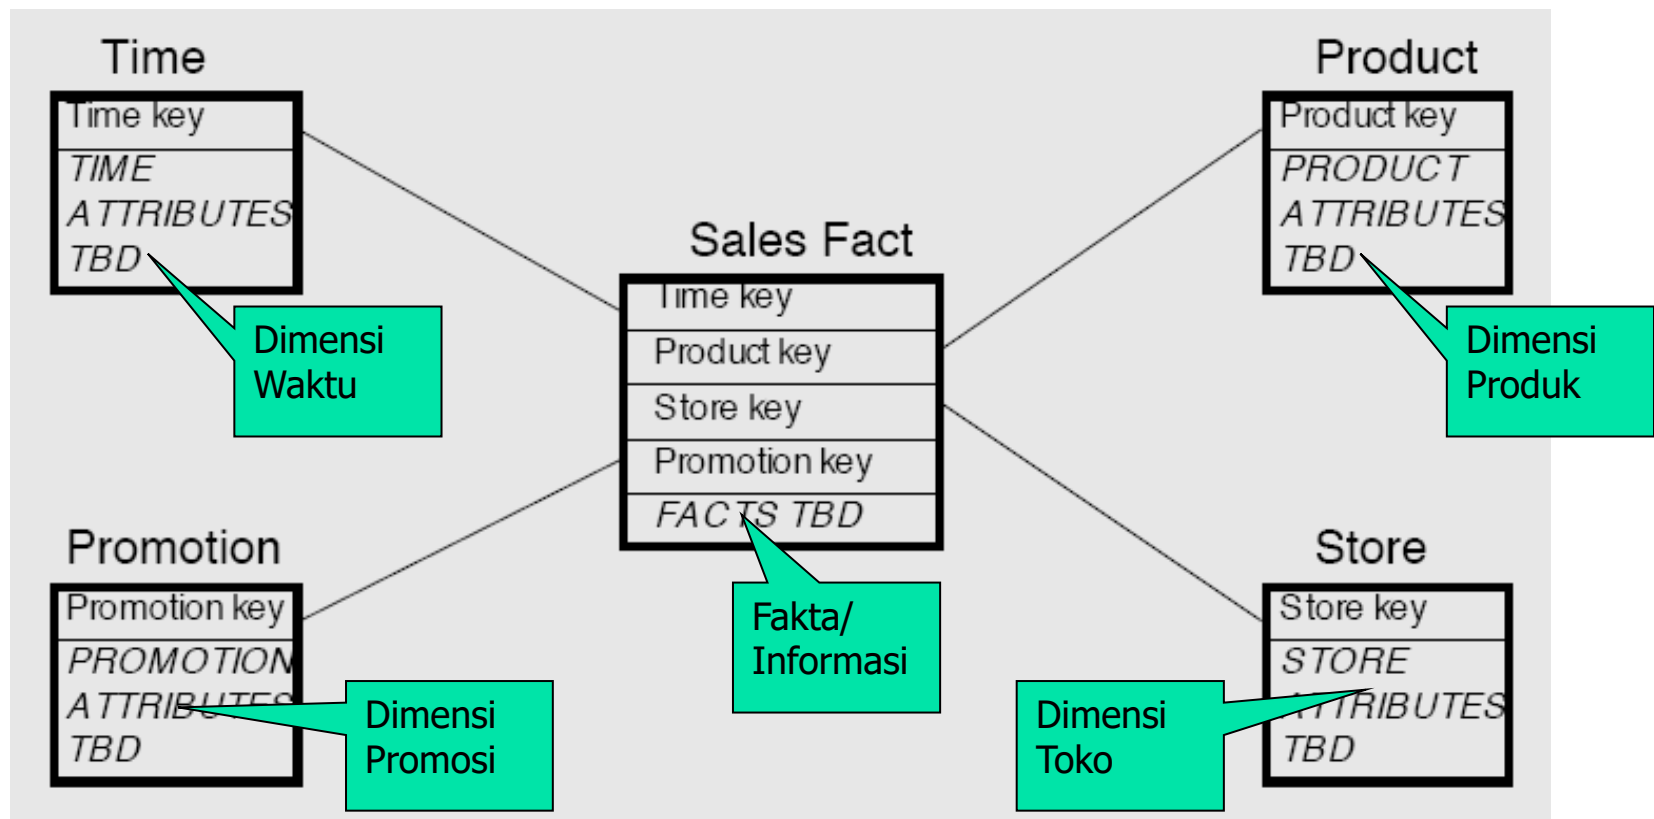 Time
Time key
TIME
ATTRIBUTES
TBD
Dimensi
Waktu
Product
Product key
PRODUCT
ATTRIBUTES
TBD
Dimensi
Produk
Sales Fact
Time key
Product key
Store key
Promotion key
FACTS TBD
Fakta/
Informasi
Promotion
Promotion key
PROMOTION
ATTRIBUTES
TBD
Dimensi
Promosi
Store
Store key
STORE
ATTRIBUTES
TBD
Dimensi
Toko